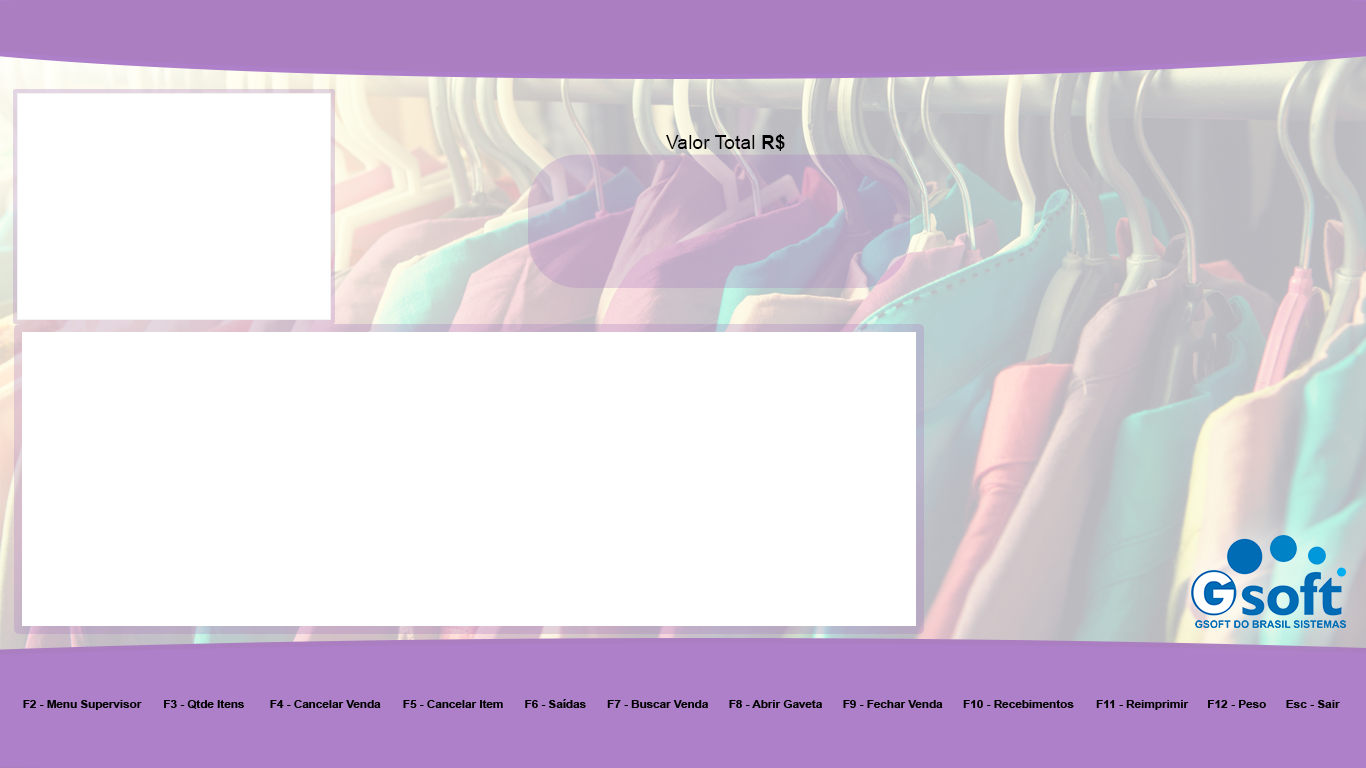 Valor Total R$
Gsoft
GSOFT DO BRASIL SISTEMAS
F2 - Menu Supervisor F3 - Qtde Itens F4 - Cancelar Venda F5 - Cancelar Item F6 - Saídas F7 - Buscar Venda F8 - Abrir Gaveta F9 - Fechar Venda F10 - Recebimentos F11 - Reimprimir F12 - Peso Esc - Sair